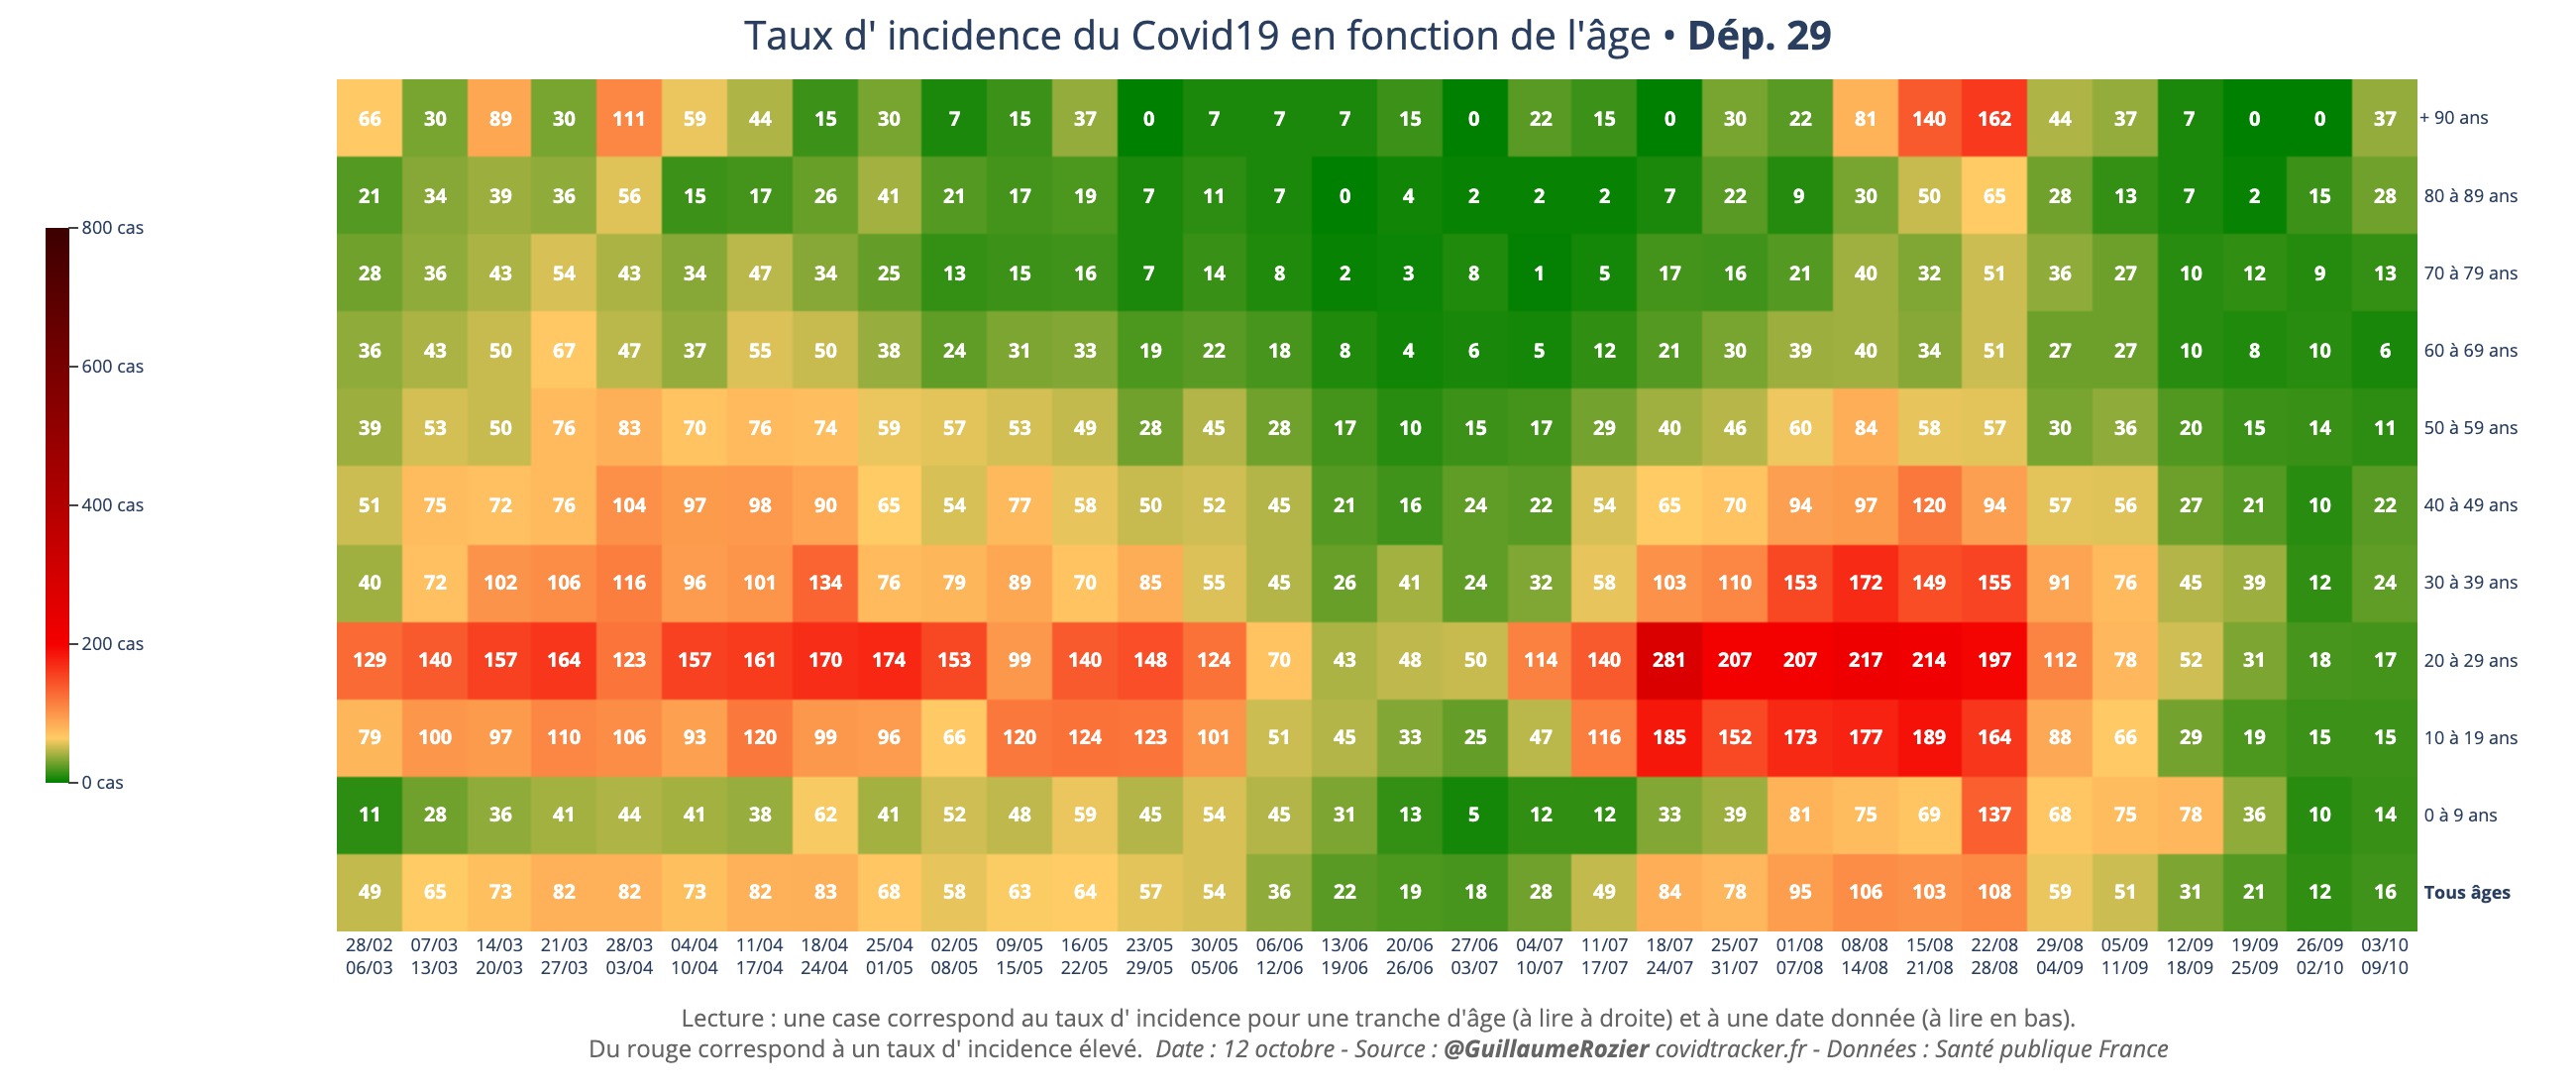 Taux d' incidence du Covid19 en fonction de l'âge • Dép. 29
66 30 89 30 111 59 44 15 30 7 15 37 0 7 7 7 15 0 22 15 0 30 22 81 140 162 44 37 7 0 0 37 + 90 ans
21 34 39 36 56 15 17 26 41 21 17 19 7 11 7 0 4 2 2 2 7 22 9 30 50 65 28 13 7 2 15 28 80 à 89 ans
800 cas
28 36 43 54 43 34 47 34 25 13 15 16 7 14 8 2 3 8 1 5 17 16 21 40 32 51 36 27 10 12 9 13 70 à 79 ans
36 43 50 67 47 37 55 50 38 24 31 33 19 22 18 8 4 6 5 12 21 30 39 40 34 51 27 27 10 8 10 6 60 à 69 ans
600 cas
39 53 50 76 83 70 76 74 59 57 53 49 28 45 28 17 10 15 17 29 40 46 60 84 58 57 30 36 20 15 14 11 50 à 59 ans
400 cas
51 75 72 76 104 97 98 90 65 54 77 58 50 52 45 21 16 24 22 54 65 70 94 97 120 94 57 56 27 21 10 22 40 à 49 ans
40 72 102 106 116 96 101 134 76 79 89 70 85 55 45 26 41 24 32 58 103 110 153 172 149 155 91 76 45 39 12 24 30 à 39 ans
200 cas
129 140 157 164 123 157 161 170 174 153 99 140 148 124 70 43 48 50 114 140 281 207 207 217 214 197 112 78 52 31 18 17 20 à 29 ans
79 100 97 110 106 93 120 99 96 66 120 124 123 101 51 45 33 25 47 116 185 152 173 177 189 164 88 66 29 19 15 15 10 à 19 ans
0 cas
11 28 36 41 44 41 38 62 41 52 48 59 45 54 45 31 13 5 12 12 33 39 81 75 69 137 68 75 78 36 10 14 0 à 9 ans
49 65 73 82 82 73 82 83 68 58 63 64 57 54 36 22 19 18 28 49 84 78 95 106 103 108 59 51 31 21 12 16 Tous âges
28/02 07/03 14/03 21/03 28/03 04/04 11/04 18/04 25/04 02/05 09/05 16/05 23/05 30/05 06/06 13/06 20/06 27/06 04/07 11/07 18/07 25/07 01/08 08/08 15/08 22/08 29/08 05/09 12/09 19/09 26/09 03/10
06/03 13/03 20/03 27/03 03/04 10/04 17/04 24/04 01/05 08/05 15/05 22/05 29/05 05/06 12/06 19/06 26/06 03/07 10/07 17/07 24/07 31/07 07/08 14/08 21/08 28/08 04/09 11/09 18/09 25/09 02/10 09/10
Lecture : une case correspond au taux d' incidence pour une tranche d'âge (à lire à droite) et à une date donnée (à lire en bas).
Du rouge correspond à un taux d' incidence élevé. Date : 12 octobre - Source : @GuillaumeRozier covidtracker.fr - Données : Santé publique France